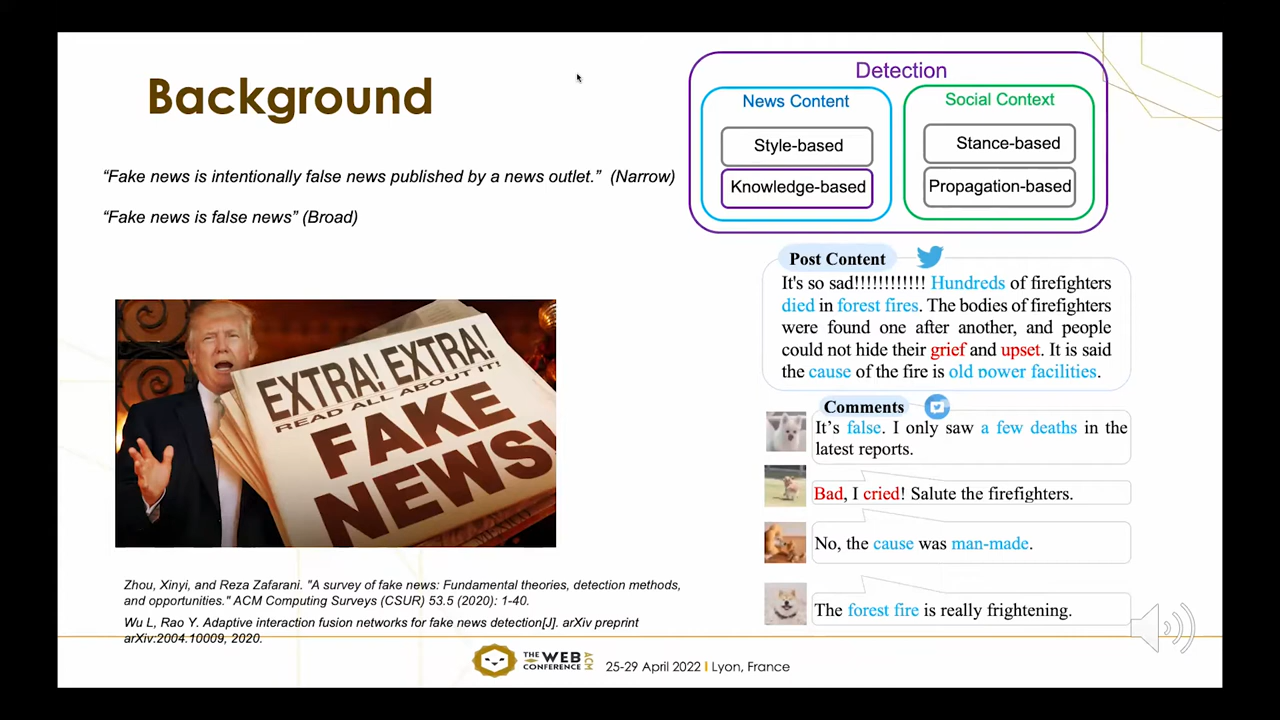 Background
“Fake news is intentionally false news published by a news outlet.” (Narrow)
“Fake news is false news” (Broad)
EXTRA! EXTRA!
READ ALL ABOUT IT!
FAKE
NEWS!
Zhou, Xinyi, and Reza Zafarani. "A survey of fake news: Fundamental theories, detection methods,
and opportunities." ACM Computing Surveys (CSUR) 53.5 (2020): 1-40.
Wu L, Rao Y. Adaptive interaction fusion networks for fake news detection[J]. arXiv preprint
arXiv:2004.10009, 2020.
Detection
News Content
Style-based
Knowledge-based
Social Context
Stance-based
Propagation-based
Post Content
It's so sad!!!!!!!!!!!! Hundreds of firefighters
died in forest fires. The bodies of firefighters
were found one after another, and people
could not hide their grief and upset. It is said
the cause of the fire is old power facilities.
Comments
It’s false. I only saw a few deaths in the
latest reports.
Bad, I cried! Salute the firefighters.
No, the cause was man-made.
The forest fire is really frightening.
THE WEB
CONFERENCE
ACM
25-29 April 2022 I Lyon, France